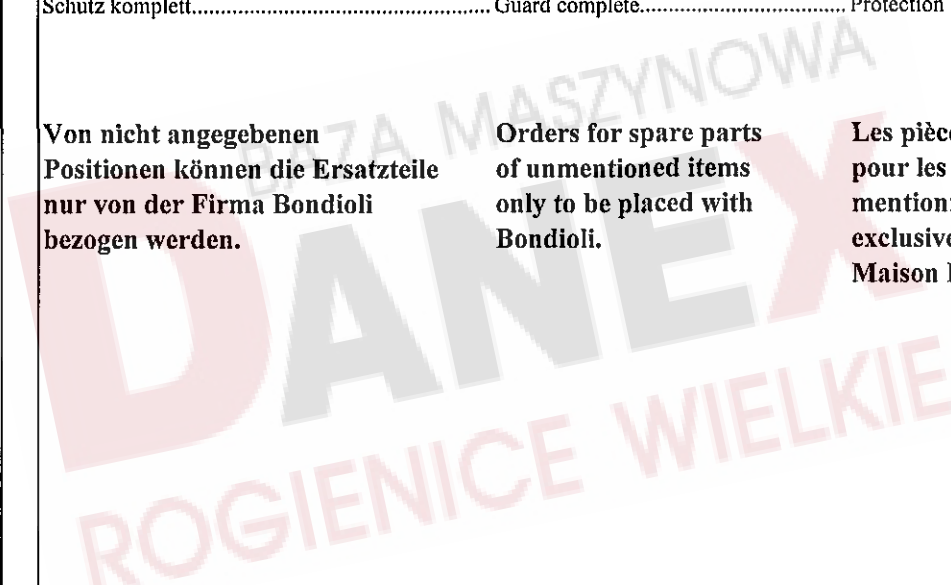 Schutz komplett................................................ Guard complete................................. Protection
Von nicht angegebenen
Positionen können die Ersatzteile
nur von der Firma Bondioli
bezogen werden.
Orders for spare parts
of unmentioned items
only to be placed with
Bondioli.
Les pièce
pour les
mention
exclusive
Maison
BAZA MASZYNOWA
DANEX
ROGIENICE WIELKIE